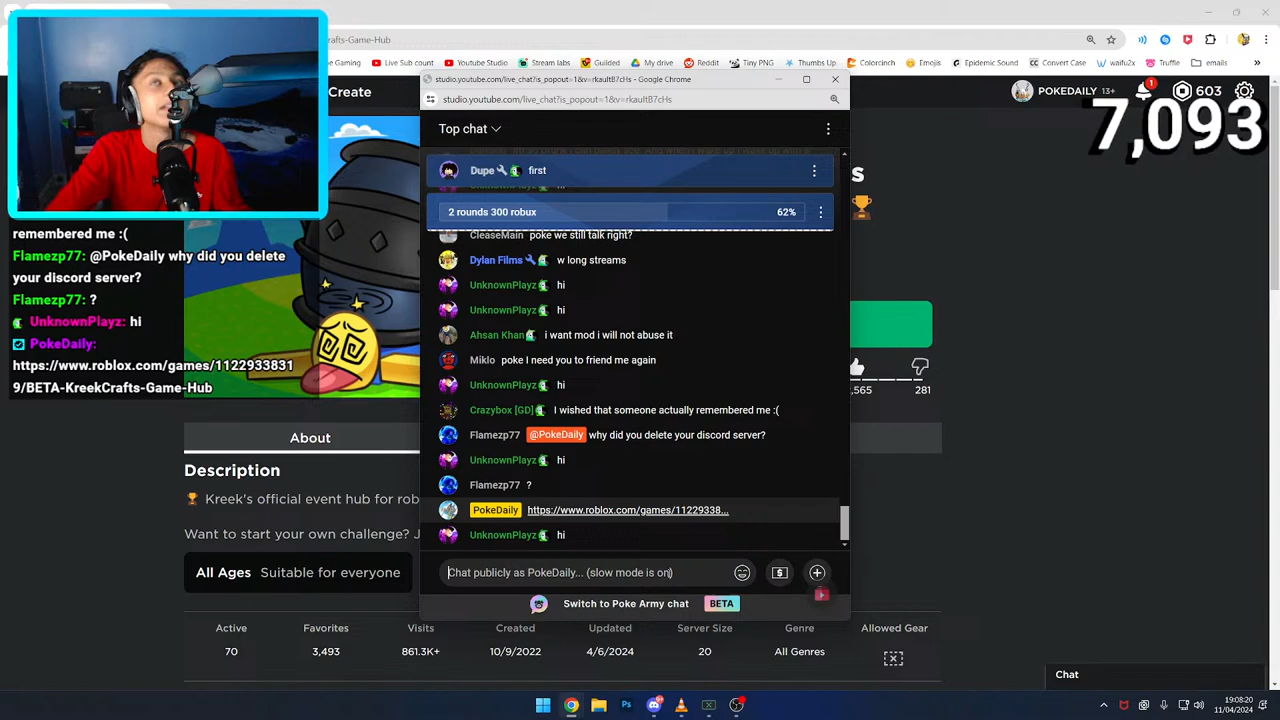 Crafts-Game-Hub
me Gaming
Live Sub count
YouTube Studio
Stream labs
Guilded
My drive
Reddit
Tiny PNG
Thumbs Up
Colorcinch
Emojis
Epidemic Sound
Convert Case
waifu2x
Truffle
emails
Create
POKEDAILY 13+
1
603
7,093
studio.youtube.com/live_chat?is_popout=1&v=rkauItB7cHs - Google Chrome
studio.youtube.com/live_chat?is_popout=1&v=rkauItB7cHs
Top chat
Dupe first
UnknownPlayz hi
2 rounds 300 robux 62%
CleaseMain poke we still talk right?
Dylan Films w long streams
UnknownPlayz hi
UnknownPlayz hi
Ahsan Khan i want mod i will not abuse it
Miklo poke I need you to friend me again
UnknownPlayz hi
Crazybox [GD] I wished that someone actually remembered me :(
Flamezp77 @PokeDaily why did you delete your discord server?
UnknownPlayz hi
Flamezp77 ?
PokeDaily https://www.roblox.com/games/11229338...
UnknownPlayz hi
Chat publicly as PokeDaily... (slow mode is on)
Switch to Poke Army chat BETA
remembered me :(
Flamezp77: @PokeDaily why did you delete
your discord server?
Flamezp77: ?
UnknownPlayz: hi
PokeDaily:
https://www.roblox.com/games/1122933831
9/BETA-KreekCrafts-Game-Hub
s
,565
281
About
Description
Kreek's official event hub for rob
Want to start your own challenge? J
All Ages Suitable for everyone
Active Favorites Visits Created Updated Server Size Genre Allowed Gear
70 3,493 861.3K+ 10/9/2022 4/6/2024 20 All Genres
Chat
19:08:20
11/04/2024